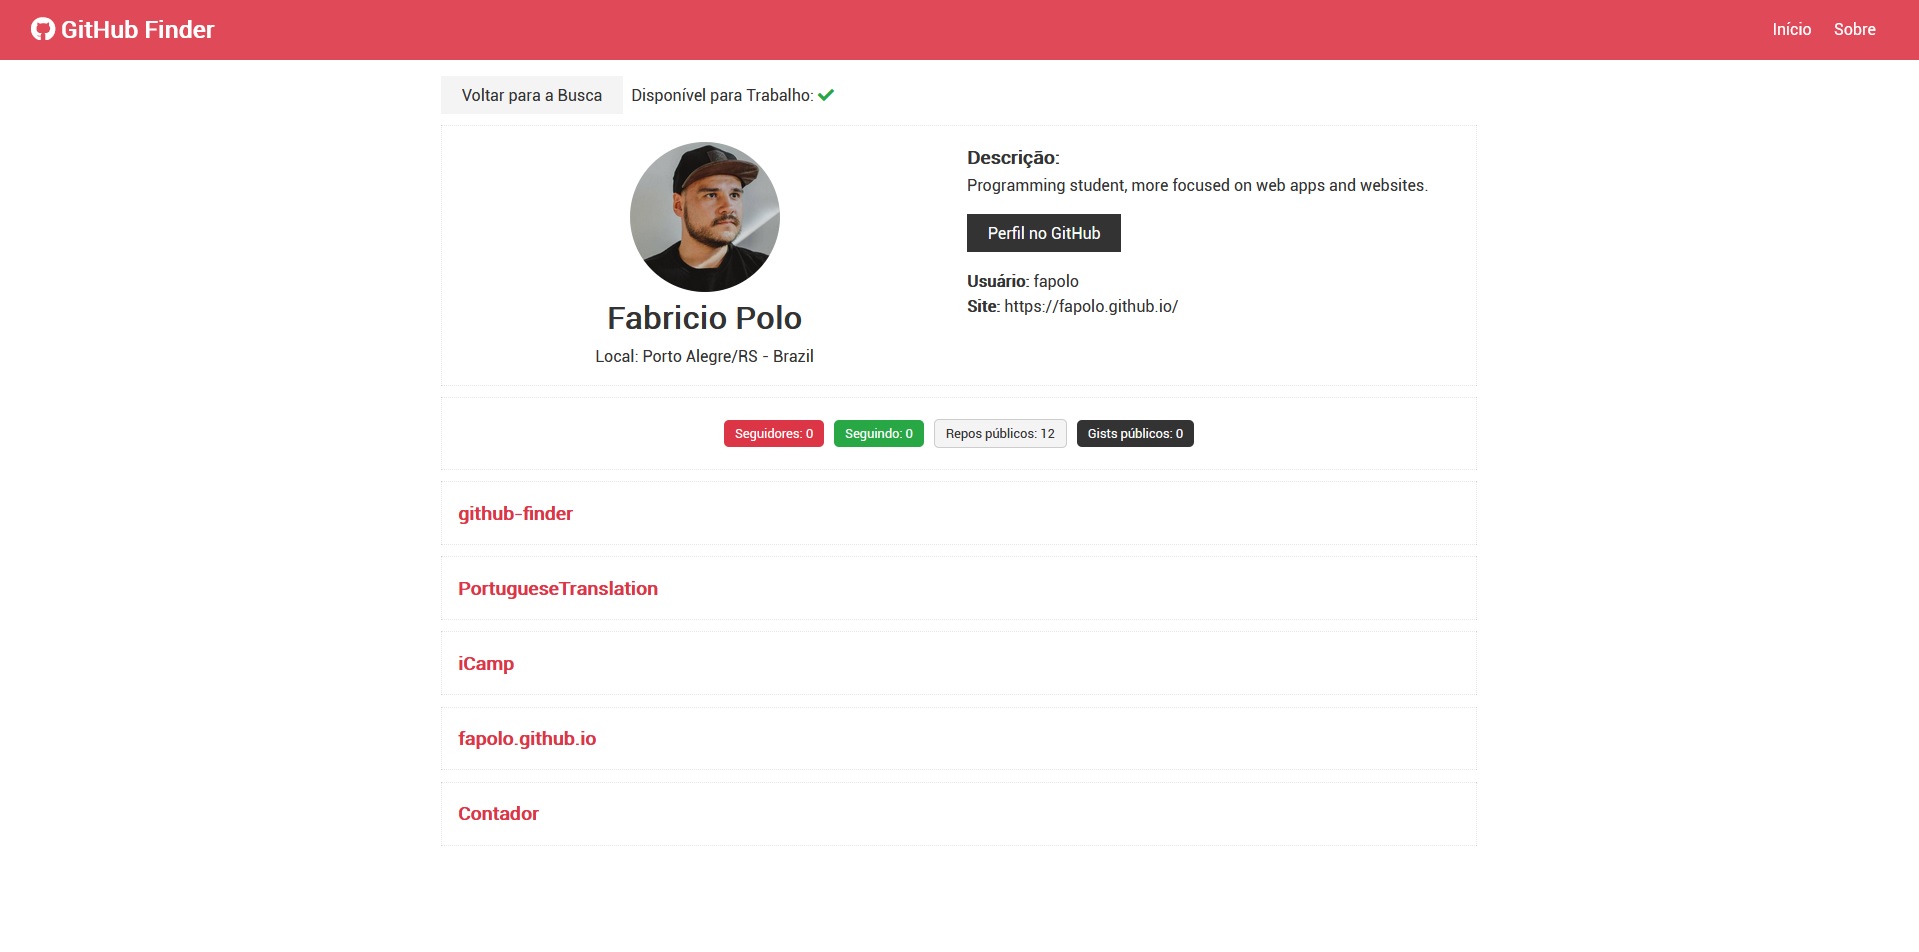 GitHub Finder
Início Sobre
Voltar para a Busca Disponível para Trabalho:
Fabricio Polo
Local: Porto Alegre/RS - Brazil
Descrição:
Programming student, more focused on web apps and websites.
Perfil no GitHub
Usuário: fapolo
Site: https://fapolo.github.io/
Seguidores: 0 Seguindo: 0 Repos públicos: 12 Gists públicos: 0
github-finder
PortugueseTranslation
iCamp
fapolo.github.io
Contador